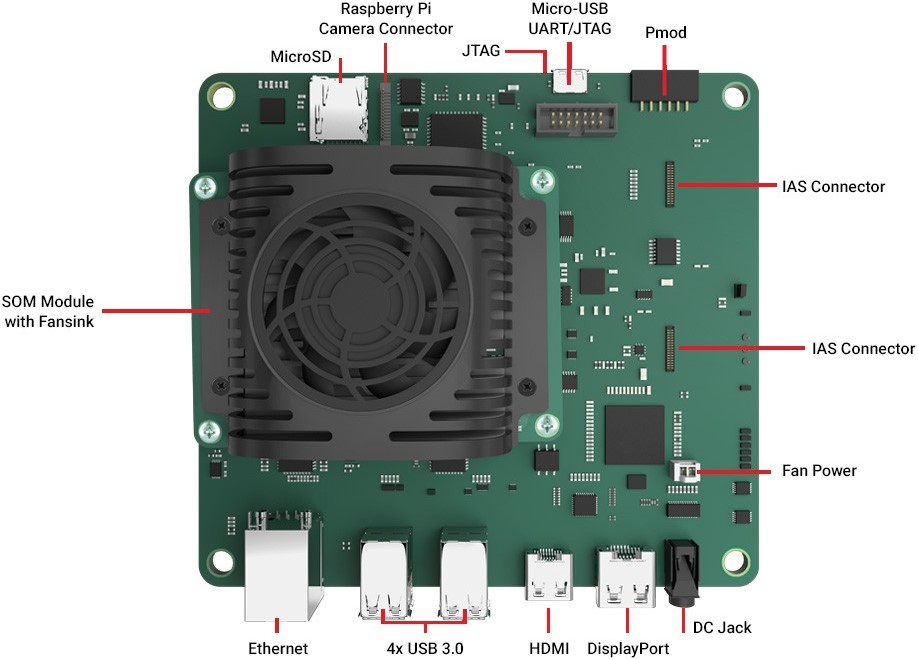 Raspberry Pi
Camera Connector
Micro-USB
UART/JTAG
MicroSD
JTAG
Pmod
IAS Connector
SOM Module
with Fansink
IAS Connector
Fan Power
Ethernet
4x USB 3.0
HDMI
DisplayPort
DC Jack